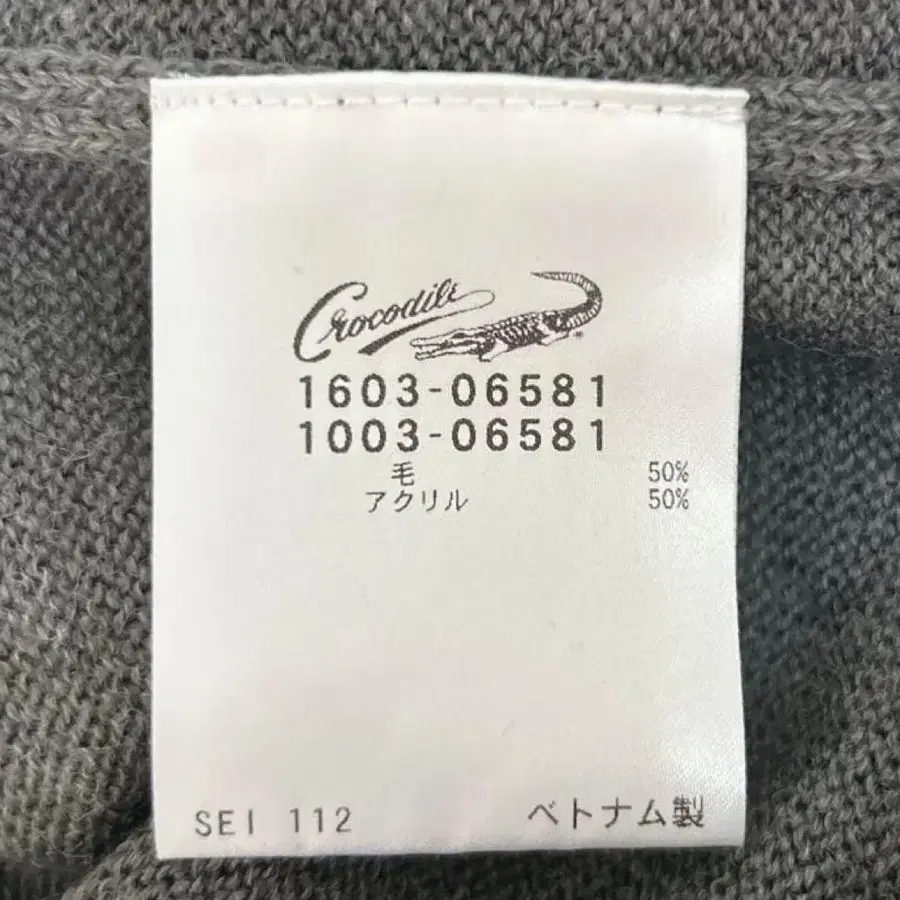 Crocodile
1603-06581
1003-06581
毛 50%
アクリル 50%
SEI 112 ベトナム製